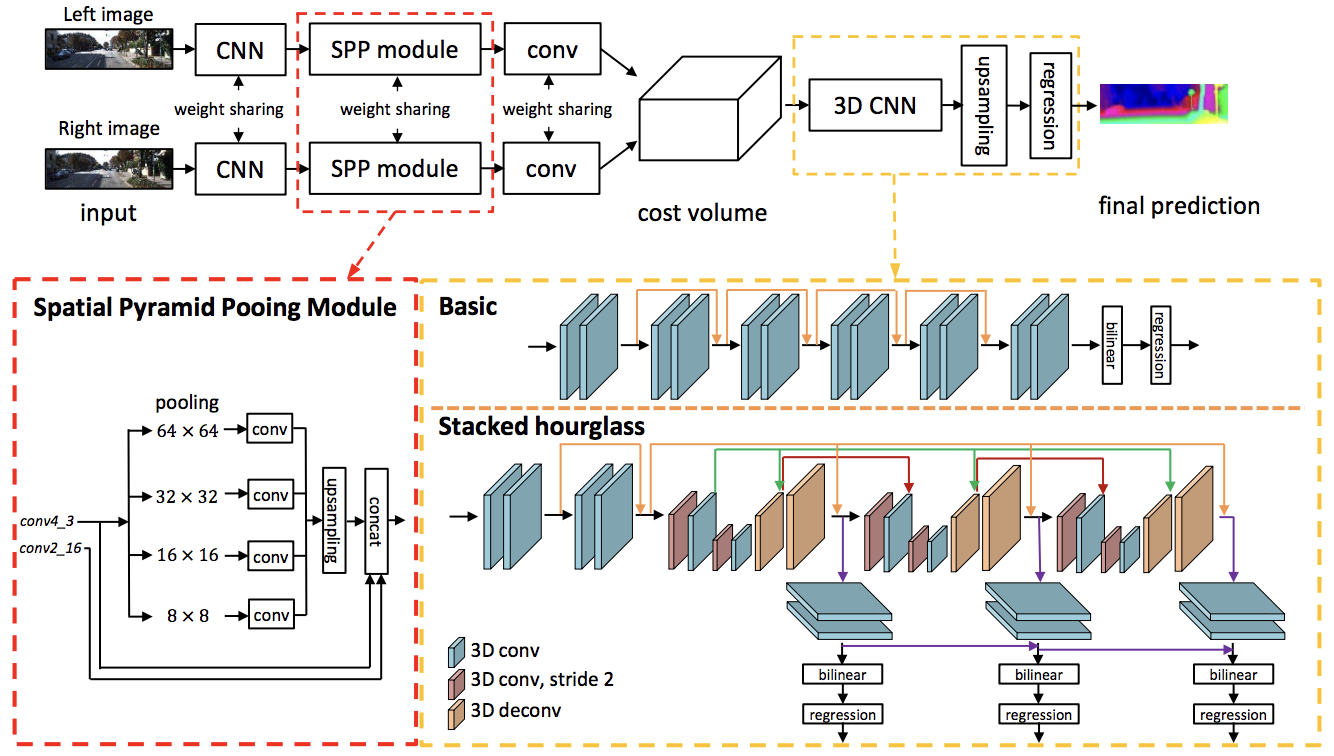 Left image
CNN
SPP module
conv
weight sharing
weight sharing
weight sharing
3D CNN
upsampling
regression
Right image
CNN
SPP module
conv
input
cost volume
final prediction
Spatial Pyramid Pooing Module
pooling
64 × 64
conv
32 × 32
conv
16 × 16
conv
8 × 8
conv
conv4_3
conv2_16
upsampling
concat
Basic
bilinear
regression
Stacked hourglass
3D conv
3D conv, stride 2
3D deconv
bilinear
bilinear
bilinear
regression
regression
regression